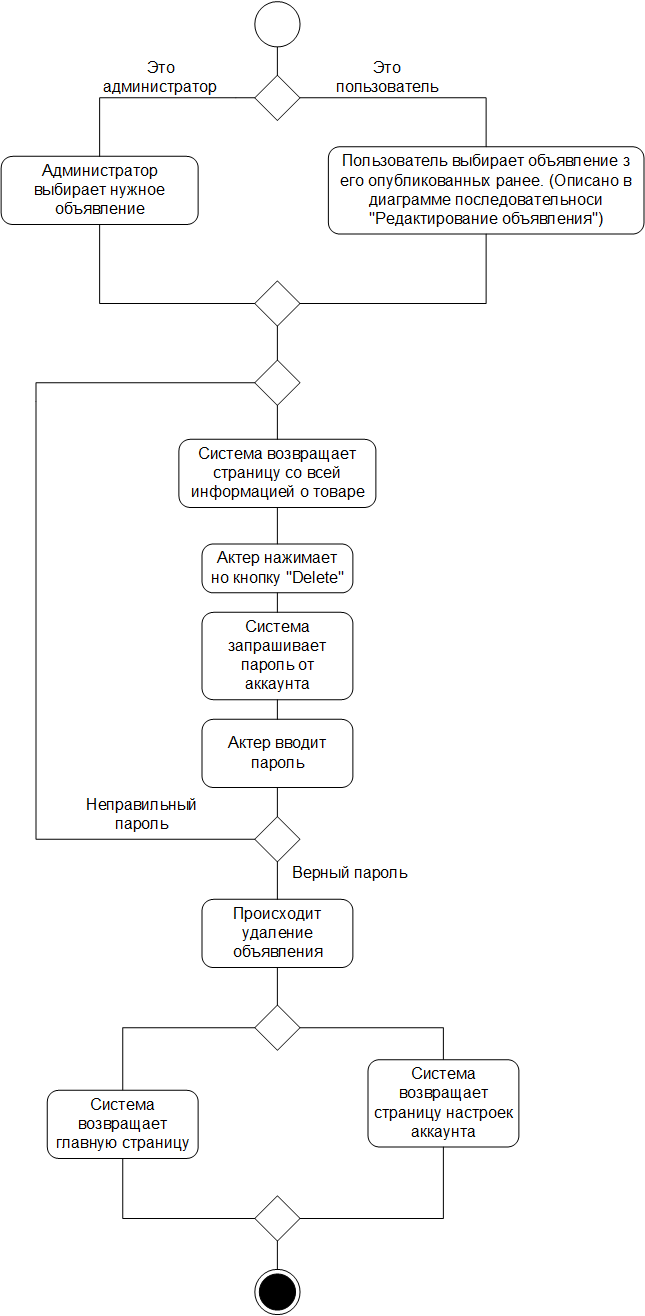 Это
администратор
Это
пользователь
Администратор
выбирает нужное
объявление
Пользователь выбирает объявление з
его опубликованных ранее. (Описано в
диаграмме последовательноси
"Редактирование объявления")
Система возвращает
страницу со всей
информацией о товаре
Актер нажимает
но кнопку "Delete"
Система
запрашивает
пароль от
аккаунта
Актер вводит
пароль
Неправильный
пароль
Верный пароль
Происходит
удаление
объявления
Система
возвращает
главную страницу
Система
возвращает
страницу настроек
аккаунта